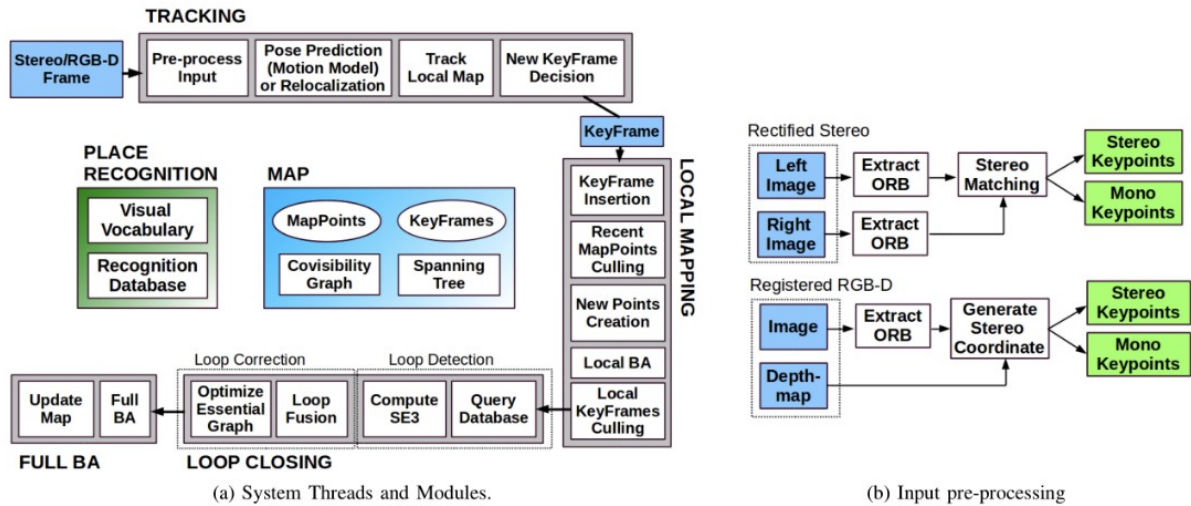 TRACKING
Stereo/RGB-D
Frame
Pre-process
Input
Pose Prediction
(Motion Model)
or Relocalization
Track
Local Map
New KeyFrame
Decision
KeyFrame
PLACE
RECOGNITION
Visual
Vocabulary
Recognition
Database
MAP
MapPoints
KeyFrames
Covisibility
Graph
Spanning
Tree
LOCAL MAPPING
KeyFrame
Insertion
Recent
MapPoints
Culling
New Points
Creation
Local BA
Local
KeyFrames
Culling
Loop Correction
Loop Detection
Optimize
Essential
Graph
Loop
Fusion
Compute
SE3
Query
Database
Update
Map
Full
BA
FULL BA
LOOP CLOSING
(a) System Threads and Modules.
Rectified Stereo
Left
Image
Extract
ORB
Stereo
Matching
Stereo
Keypoints
Mono
Keypoints
Right
Image
Extract
ORB
Registered RGB-D
Image
Extract
ORB
Generate
Stereo
Coordinate
Stereo
Keypoints
Mono
Keypoints
Depth-
map
(b) Input pre-processing